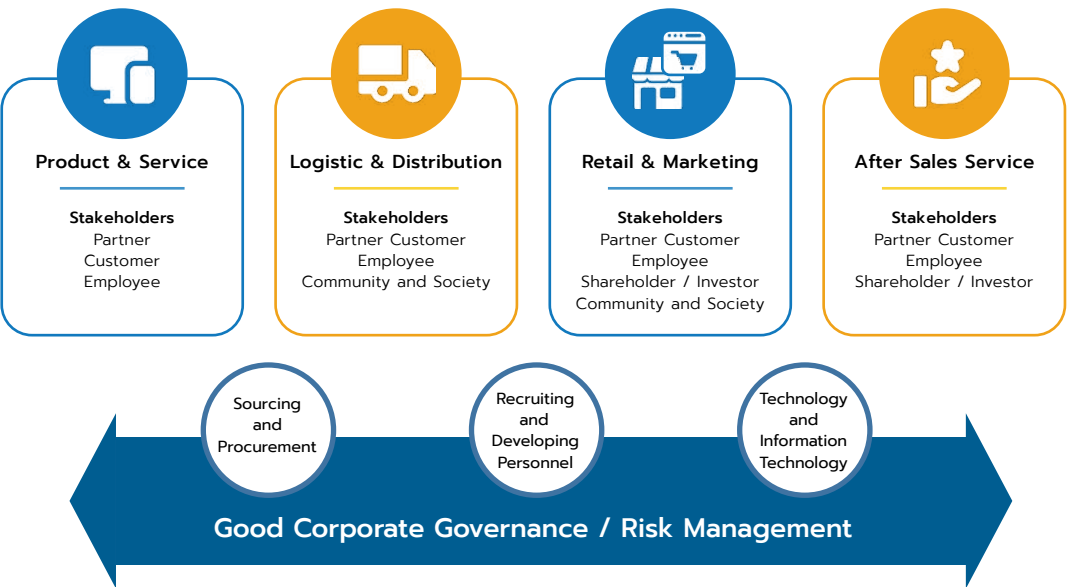 Product & Service
Stakeholders
Partner
Customer
Employee
Logistic & Distribution
Stakeholders
Partner Customer
Employee
Community and Society
Retail & Marketing
Stakeholders
Partner Customer
Employee
Shareholder / Investor
Community and Society
After Sales Service
Stakeholders
Partner Customer
Employee
Shareholder / Investor
Sourcing
and
Procurement
Recruiting
and
Developing
Personnel
Technology
and
Information
Technology
Good Corporate Governance / Risk Management